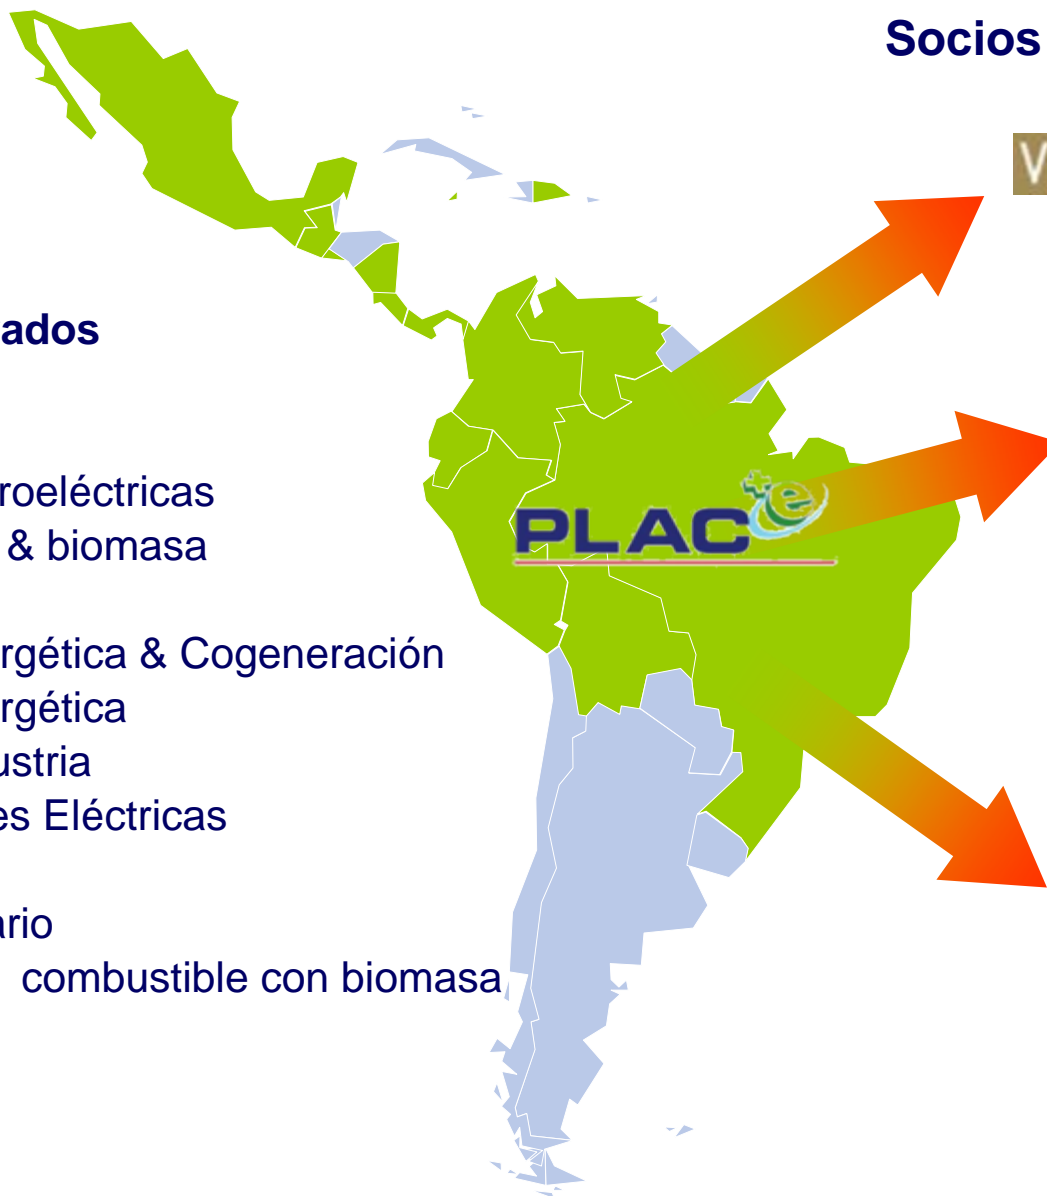 Socios
V
ados
roeléctricas
& biomasa
PLAC+e
rgética & Cogeneración
rgética
ustria
es Eléctricas
ario
combustible con biomasa